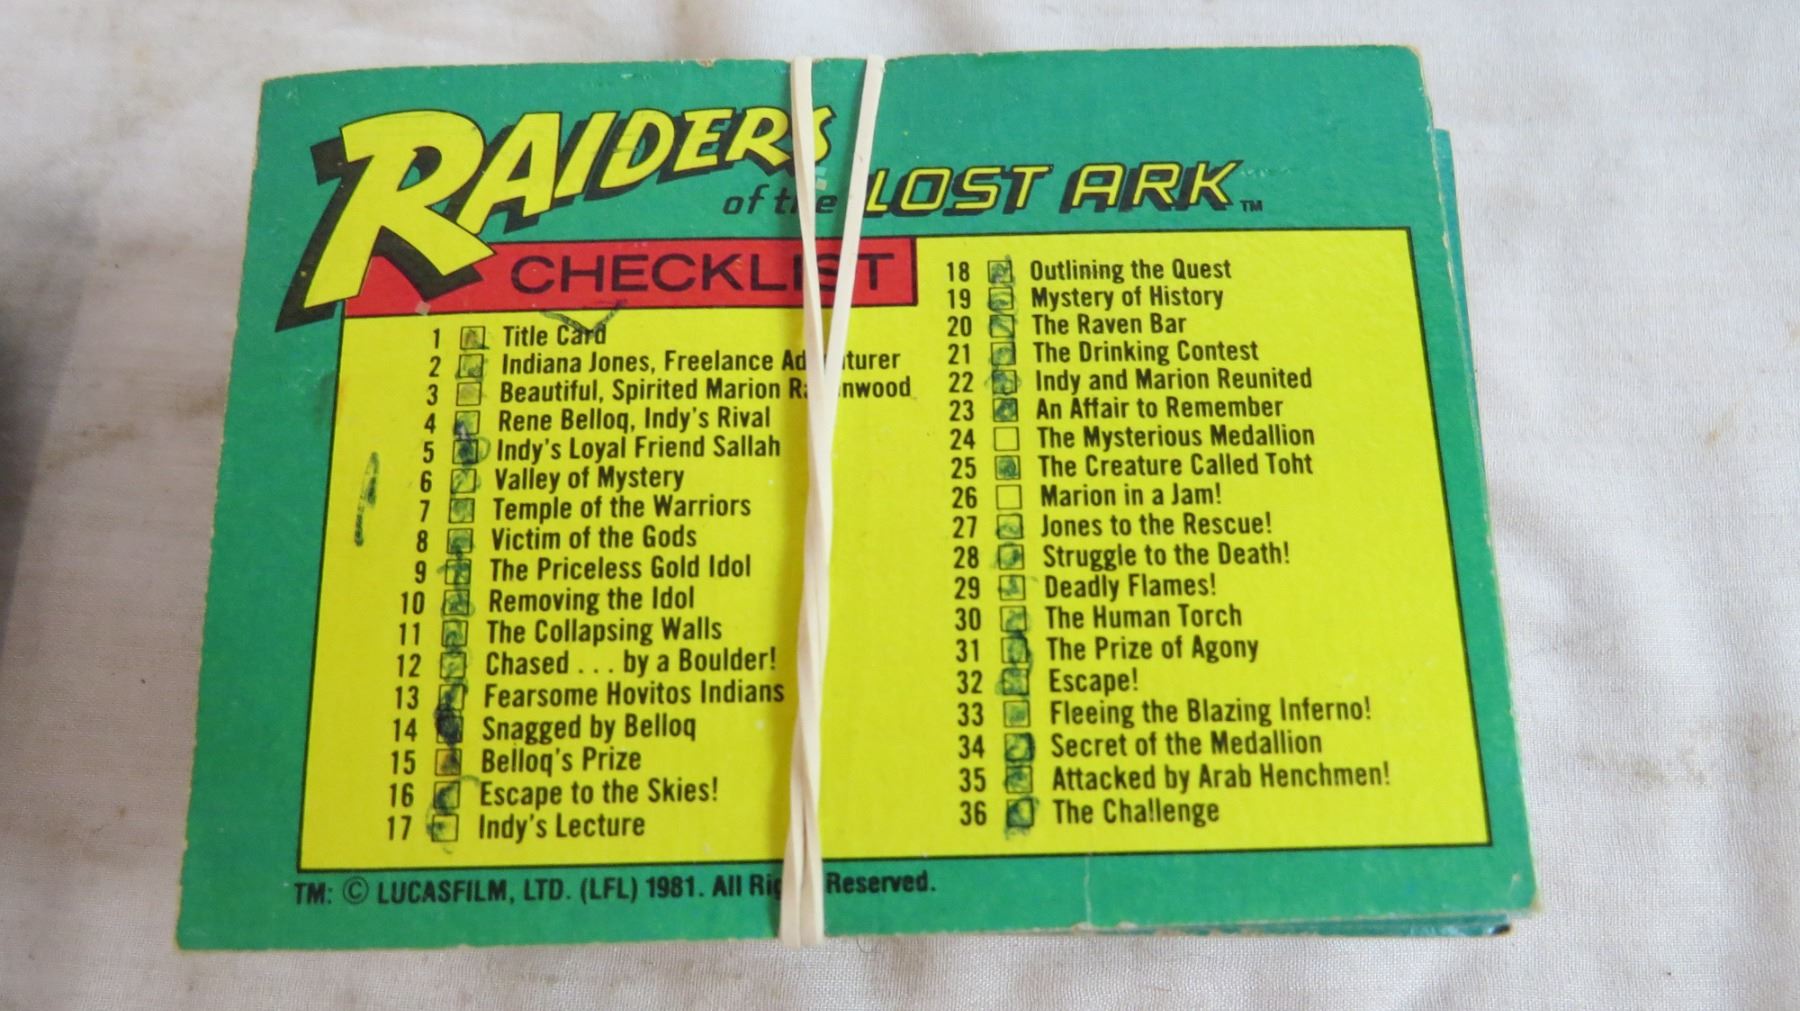 RAIDERS
of the LOST ARK™
CHECKLIST
1 Title Card
2 Indiana Jones, Freelance Ad turer
3 Beautiful, Spirited Marion R nwood
4 Rene Belloq, Indy's Rival
5 Indy's Loyal Friend Sallah
6 Valley of Mystery
7 Temple of the Warriors
8 Victim of the Gods
9 The Priceless Gold Idol
10 Removing the Idol
11 The Collapsing Walls
12 Chased . . . by a Boulder!
13 Fearsome Hovitos Indians
14 Snagged by Belloq
15 Belloq's Prize
16 Escape to the Skies!
17 Indy's Lecture
18 Outlining the Quest
19 Mystery of History
20 The Raven Bar
21 The Drinking Contest
22 Indy and Marion Reunited
23 An Affair to Remember
24 The Mysterious Medallion
25 The Creature Called Toht
26 Marion in a Jam!
27 Jones to the Rescue!
28 Struggle to the Death!
29 Deadly Flames!
30 The Human Torch
31 The Prize of Agony
32 Escape!
33 Fleeing the Blazing Inferno!
34 Secret of the Medallion
35 Attacked by Arab Henchmen!
36 The Challenge
TM: © LUCASFILM, LTD. (LFL) 1981. All Rig Reserved.